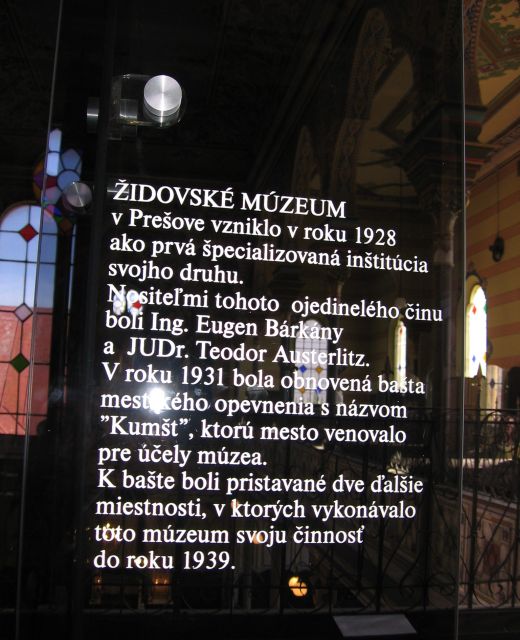 ŽIDOVSKÉ MÚZEUM
v Prešove vzniklo v roku 1928
ako prvá špecializovaná inštitúcia
svojho druhu.
Nositeľmi tohoto ojedinelého činu
boli Ing. Eugen Bárkány
a JUDr. Teodor Austerlitz.
V roku 1931 bola obnovená bašta
mestského opevnenia s názvom
”Kumšt”, ktorú mesto venovalo
pre účely múzea.
K bašte boli pristavané dve ďalšie
miestnosti, v ktorých vykonávalo
toto múzeum svoju činnosť
do roku 1939.